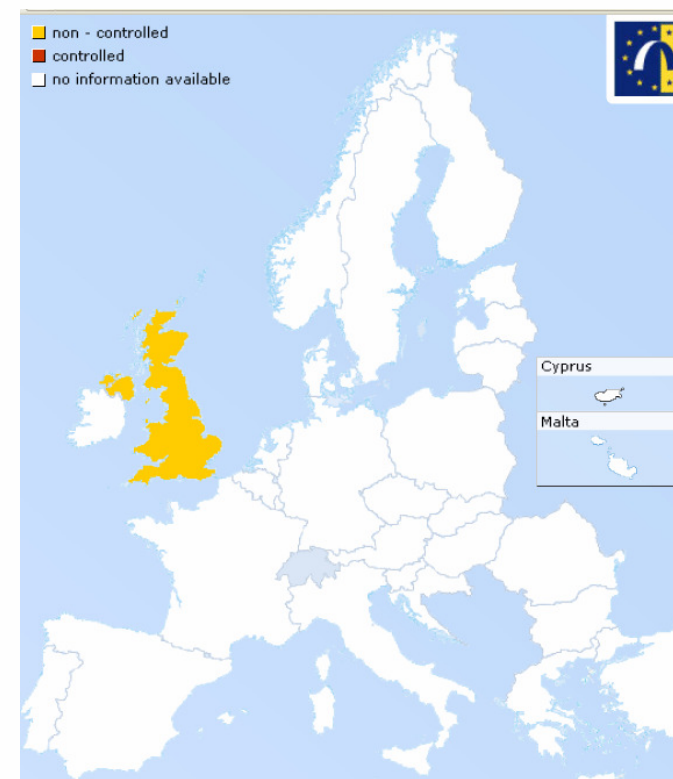 non - controlled
controlled
no information available
Cyprus
Malta